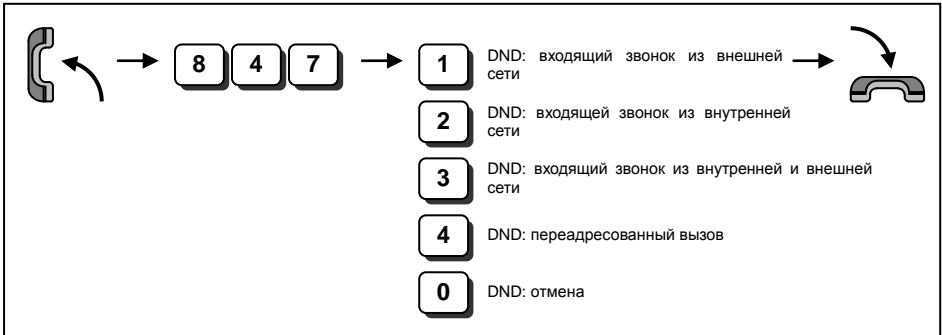 8 4 7
1 DND: входящий звонок из внешней
сети
2 DND: входящей звонок из внутренней
сети
3 DND: входящий звонок из внутренней и внешней
сети
4 DND: переадресованный вызов
0 DND: отмена